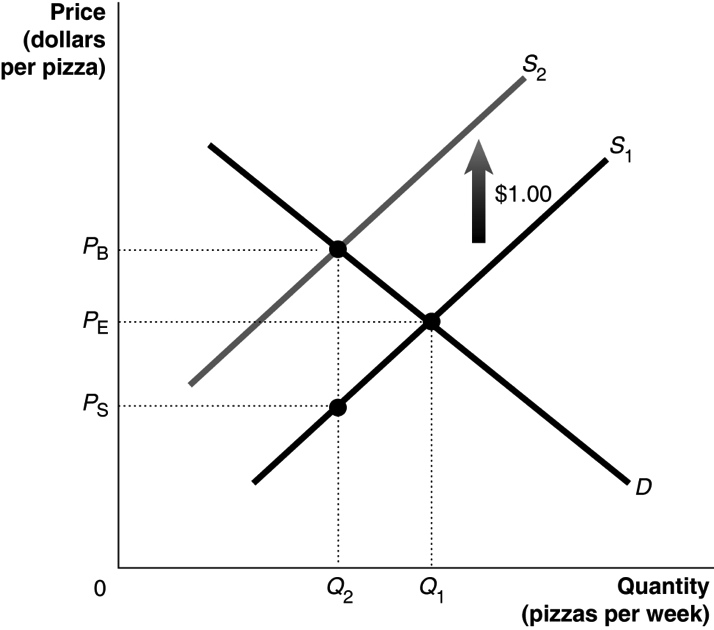 Price
(dollars
per pizza)
S2
S1
$1.00
PB
PE
PS
D
0
Q2
Q1
Quantity
(pizzas per week)